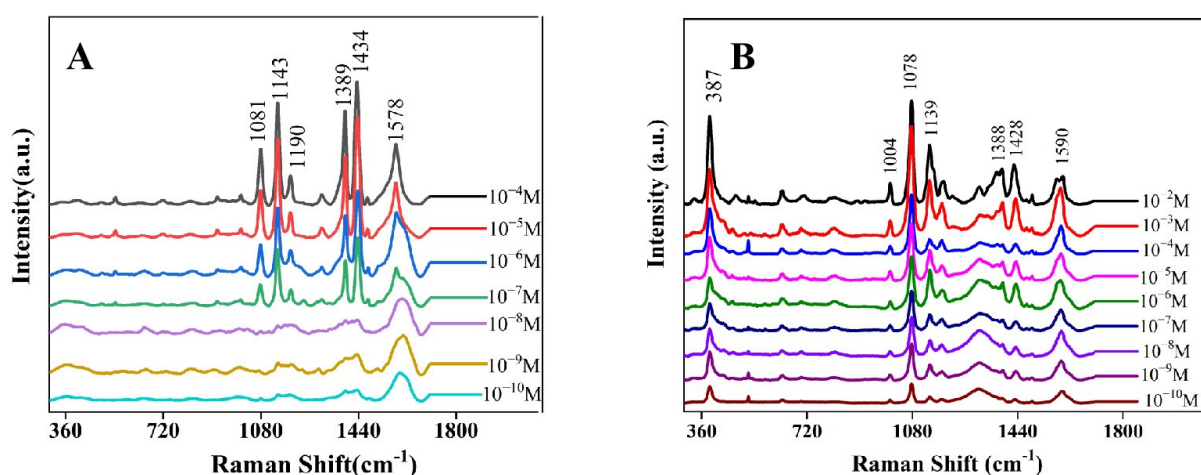 A
1081
1143
1190
1389
1434
1578
10⁻⁴M
10⁻⁵M
10⁻⁶M
10⁻⁷M
10⁻⁸M
10⁻⁹M
10⁻¹⁰M
Intensity(a.u.)
360 720 1080 1440 1800
Raman Shift(cm⁻¹)
B
387
1004
1078
1139
1388
1428
1590
10⁻²M
10⁻³M
10⁻⁴M
10⁻⁵M
10⁻⁶M
10⁻⁷M
10⁻⁸M
10⁻⁹M
10⁻¹⁰M
Intensity (a.u.)
360 720 1080 1440 1800
Raman Shift (cm⁻¹)